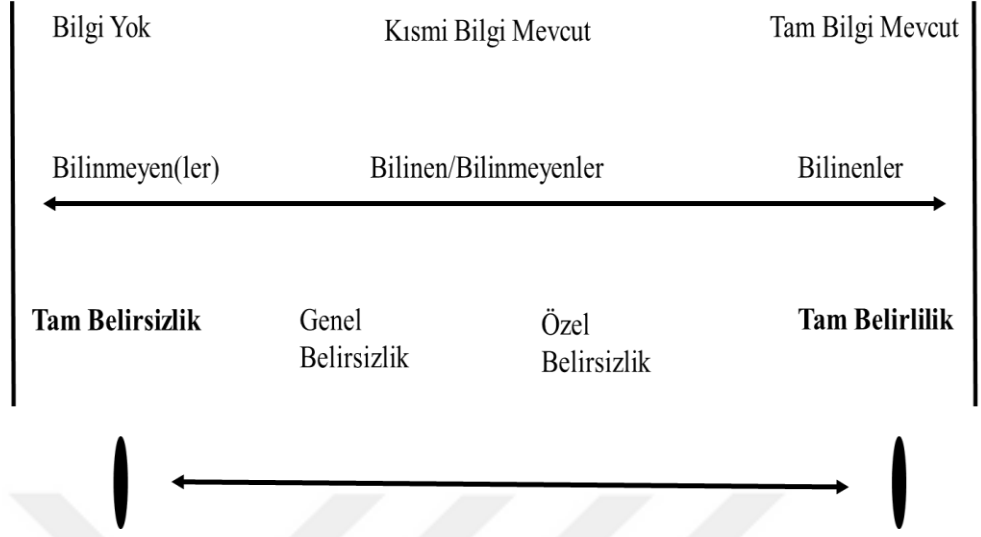 Bilgi Yok Kısmi Bilgi Mevcut Tam Bilgi Mevcut
Bilinmeyen(ler) Bilinen/Bilinmeyenler Bilinenler
Tam Belirsizlik Genel Belirsizlik Özel Belirsizlik Tam Belirlilik